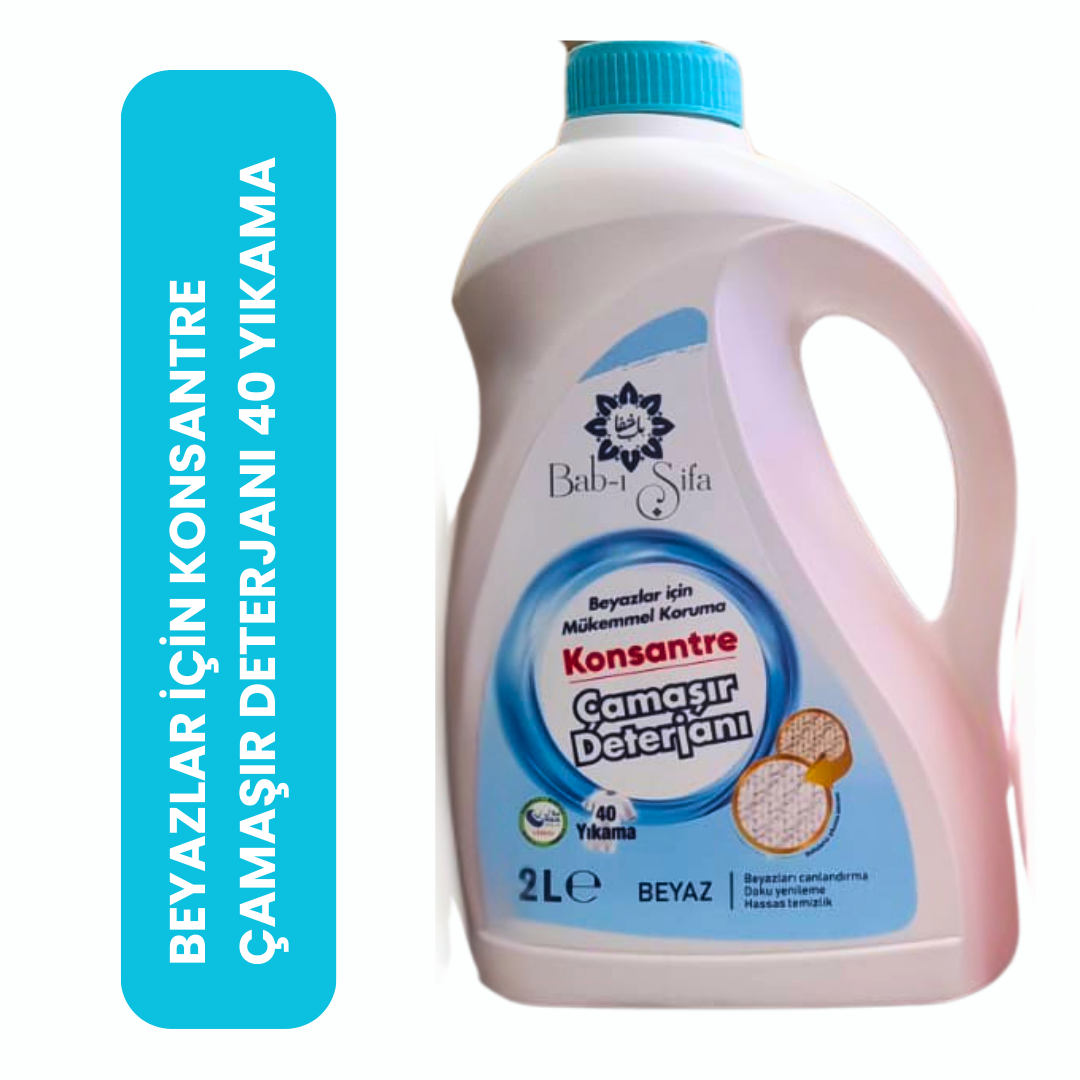 BEYAZLAR İÇİN KONSANTRE
ÇAMAŞIR DETERJANI 40 YIKAMA
Bab-ı Şifa
Beyazlar için
Mükemmel Koruma
Konsantre
Çamaşır
Deterjanı
40
Yıkama
2L℮
BEYAZ
Beyazları canlandırma
Doku yenileme
Hassas temizlik